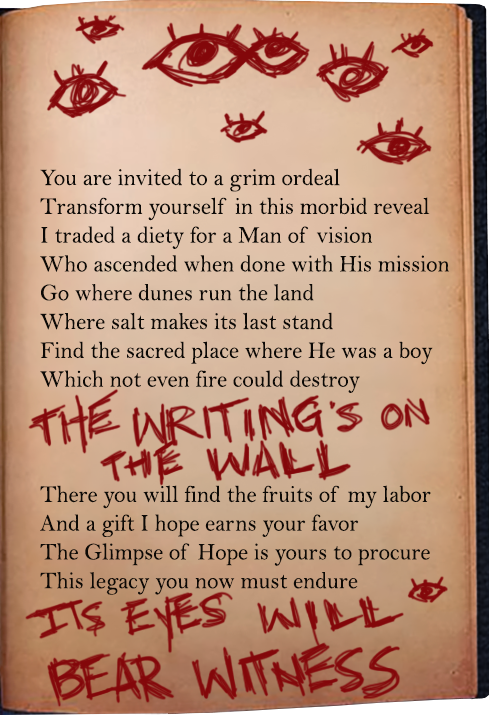 You are invited to a grim ordeal
Transform yourself in this morbid reveal
I traded a diety for a Man of vision
Who ascended when done with His mission
Go where dunes run the land
Where salt makes its last stand
Find the sacred place where He was a boy
Which not even fire could destroy
THE WRITING'S ON
THE WALL
There you will find the fruits of my labor
And a gift I hope earns your favor
The Glimpse of Hope is yours to procure
This legacy you now must endure
ITS EYES WILL
BEAR WITNESS